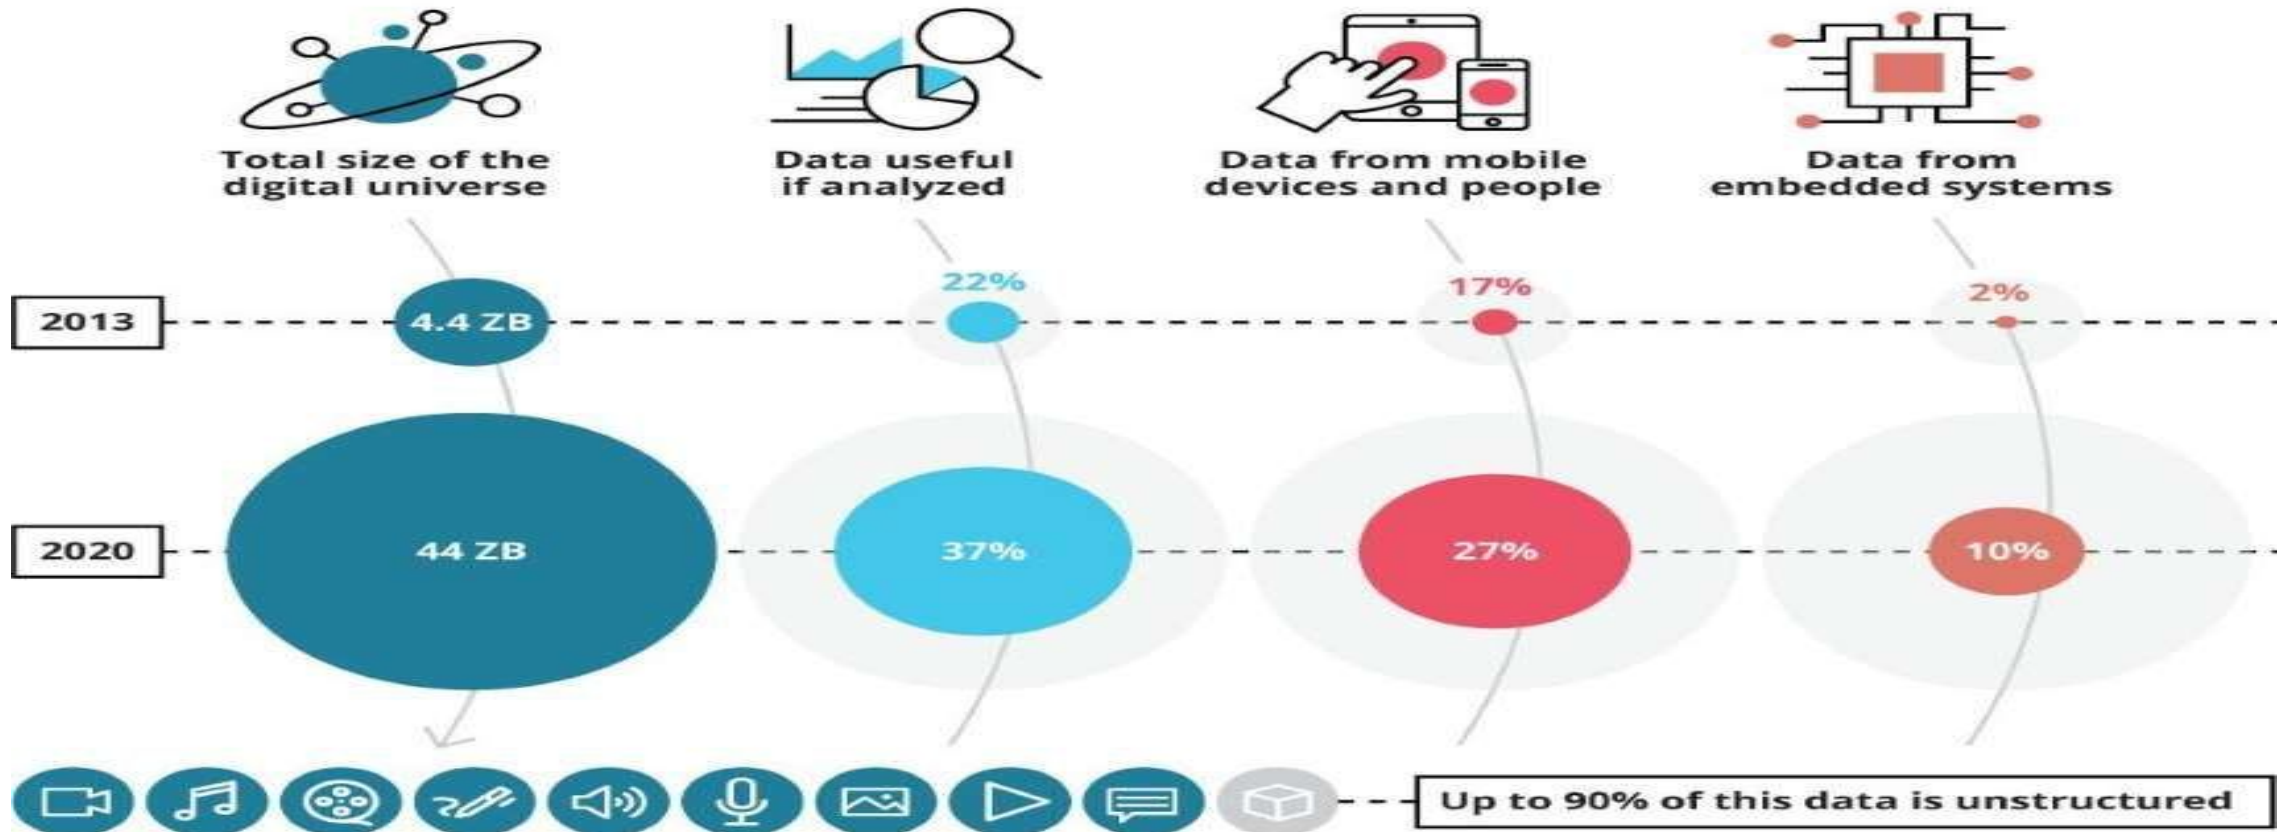 Total size of the
digital universe
Data useful
if analyzed
Data from mobile
devices and people
Data from
embedded systems
2013
4.4 ZB
22%
17%
2%
2020
44 ZB
37%
27%
10%
Up to 90% of this data is unstructured